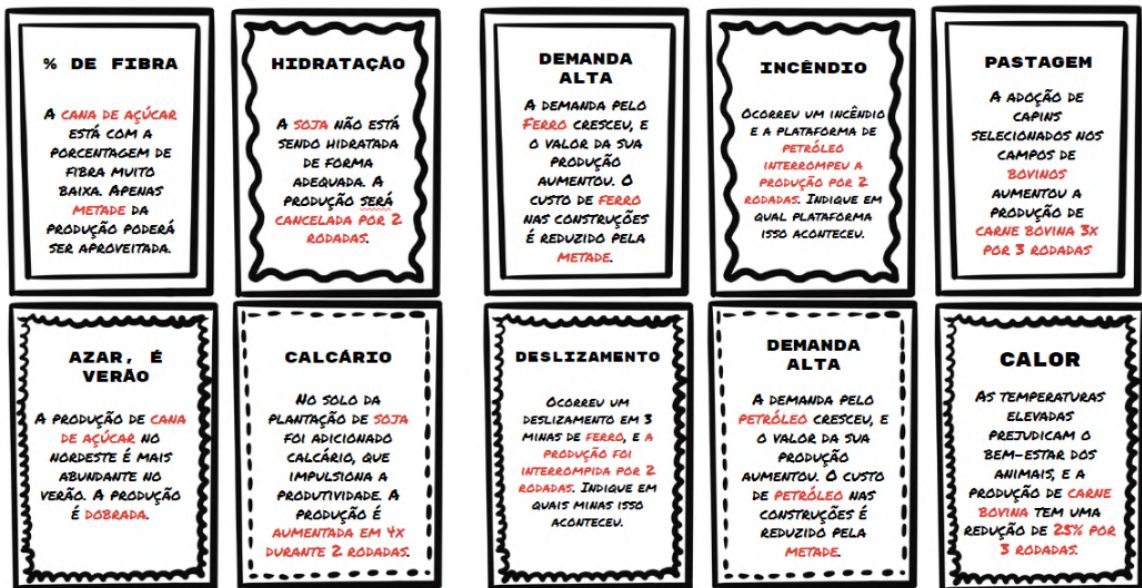 % DE FIBRA
A CANA DE AÇÚCAR
ESTÁ COM A
PORCENTAGEM DE
FIBRA MUITO
BAIXA. APENAS
METADE DA
PRODUÇÃO PODERÁ
SER APROVEITADA.
HIDRATAÇÃO
A SOJA NÃO ESTÁ
SENDO HIDRATADA
DE FORMA
ADEQUADA. A
PRODUÇÃO SERÁ
CANCELADA POR 2
RODADAS.
DEMANDA
ALTA
A DEMANDA PELO
FERRO CRESCEU, E
O VALOR DA SUA
PRODUÇÃO
AUMENTOU. O
CUSTO DE FERRO
NAS CONSTRUÇÕES
É REDUZIDO PELA
METADE.
INCÊNDIO
OCORREU UM INCÊNDIO
E A PLATAFORMA DE
PETRÓLEO
INTERROMPEU A
PRODUÇÃO POR 2
RODADAS. INDIQUE EM
QUAL PLATAFORMA
ISSO ACONTECEU.
PASTAGEM
A ADOÇÃO DE
CAPINS
SELECIONADOS NOS
CAMPOS DE
BOVINOS
AUMENTOU A
PRODUÇÃO DE
CARNE BOVINA 3X
POR 3 RODADAS
AZAR, É
VERÃO
A PRODUÇÃO DE CANA
DE AÇÚCAR NO
NORDESTE É MAIS
ABUNDANTE NO
VERÃO. A PRODUÇÃO
É DOBRADA.
CALCÁRIO
NO SOLO DA
PLANTAÇÃO DE SOJA
FOI ADICIONADO
CALCÁRIO, QUE
IMPULSIONA A
PRODUTIVIDADE. A
PRODUÇÃO É
AUMENTADA EM 4X
DURANTE 2 RODADAS.
DESLIZAMENTO
OCORREU UM
DESLIZAMENTO EM 3
MINAS DE FERRO, E A
PRODUÇÃO FOI
INTERROMPIDA POR 2
RODADAS. INDIQUE EM
QUAIS MINAS ISSO
ACONTECEU.
DEMANDA
ALTA
A DEMANDA PELO
PETRÓLEO CRESCEU, E
O VALOR DA SUA
PRODUÇÃO
AUMENTOU. O CUSTO
DE PETRÓLEO NAS
CONSTRUÇÕES É
REDUZIDO PELA
METADE.
CALOR
AS TEMPERATURAS
ELEVADAS
PREJUDICAM O
BEM-ESTAR DOS
ANIMAIS, E A
PRODUÇÃO DE CARNE
BOVINA TEM UMA
REDUÇÃO DE 25% POR
3 RODADAS.